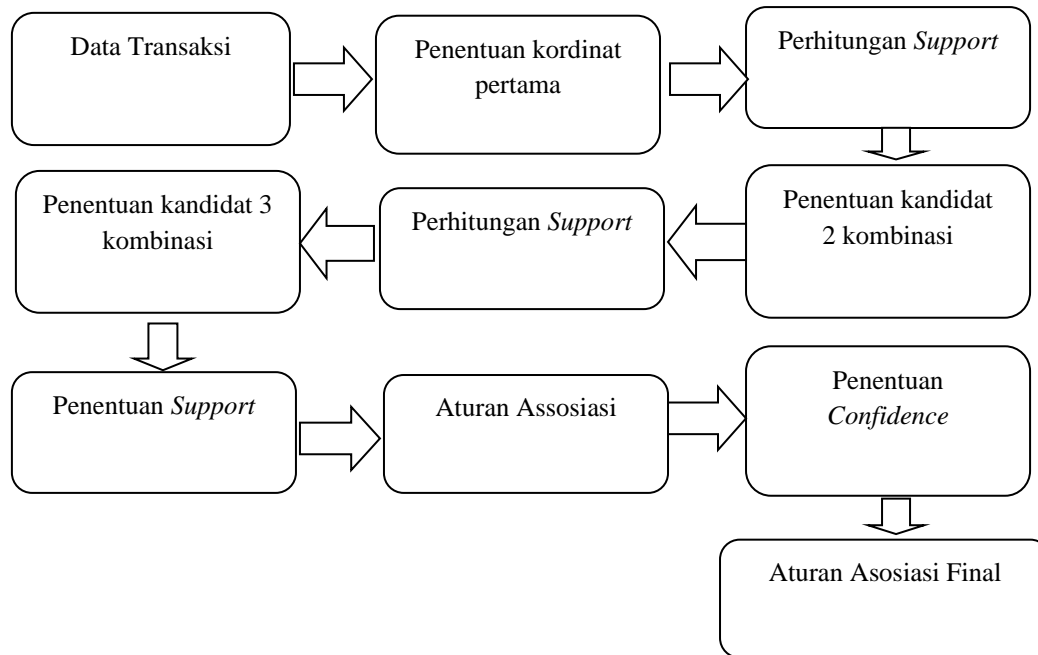 Data Transaksi
Penentuan kordinat
pertama
Perhitungan Support
Penentuan kandidat
2 kombinasi
Perhitungan Support
Penentuan kandidat 3
kombinasi
Penentuan Support
Aturan Assosiasi
Penentuan
Confidence
Aturan Asosiasi Final